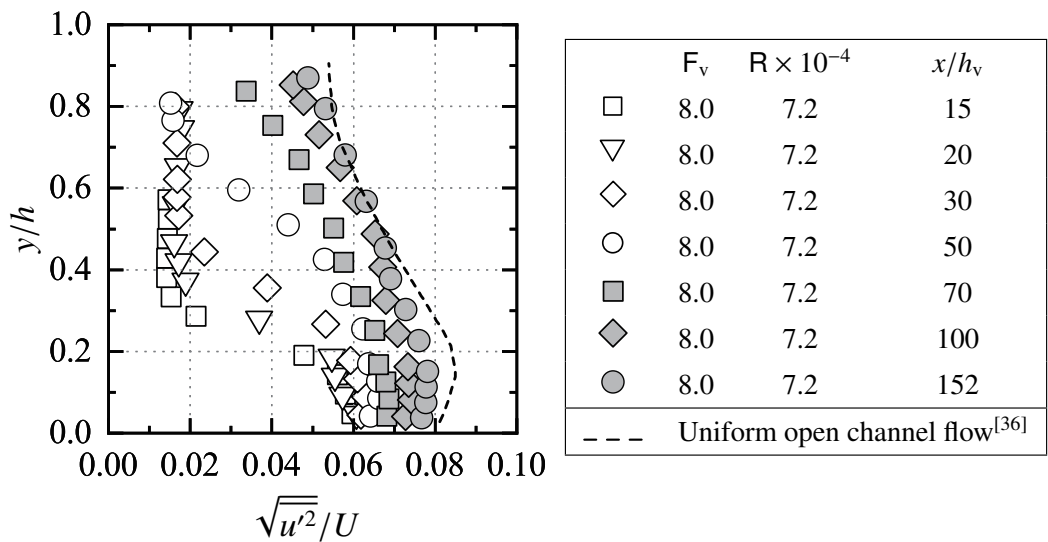 1.0
0.8
0.6
0.4
0.2
0.0
y/h
0.00 0.02 0.04 0.06 0.08 0.10
√u′²/U
Fv R × 10⁻⁴ x/hv
8.0 7.2 15
8.0 7.2 20
8.0 7.2 30
8.0 7.2 50
8.0 7.2 70
8.0 7.2 100
8.0 7.2 152
Uniform open channel flow[36]